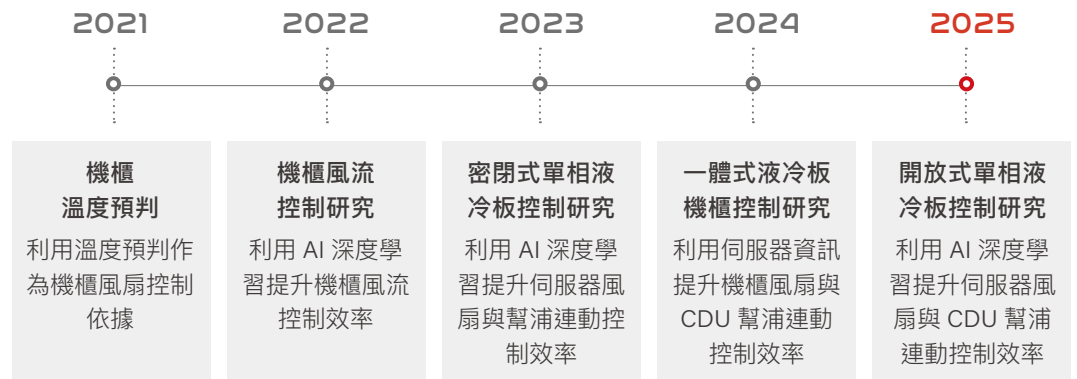 2021
2022
2023
2024
2025
機櫃
溫度預判
利用溫度預判作
為機櫃風扇控制
依據
機櫃風流
控制研究
利用 AI 深度學
習提升機櫃風流
控制效率
密閉式單相液
冷板控制研究
利用 AI 深度學
習提升伺服器風
扇與幫浦連動控
制效率
一體式液冷板
機櫃控制研究
利用伺服器資訊
提升機櫃風扇與
CDU 幫浦連動
控制效率
開放式單相液
冷板控制研究
利用 AI 深度學
習提升伺服器風
扇與 CDU 幫浦
連動控制效率